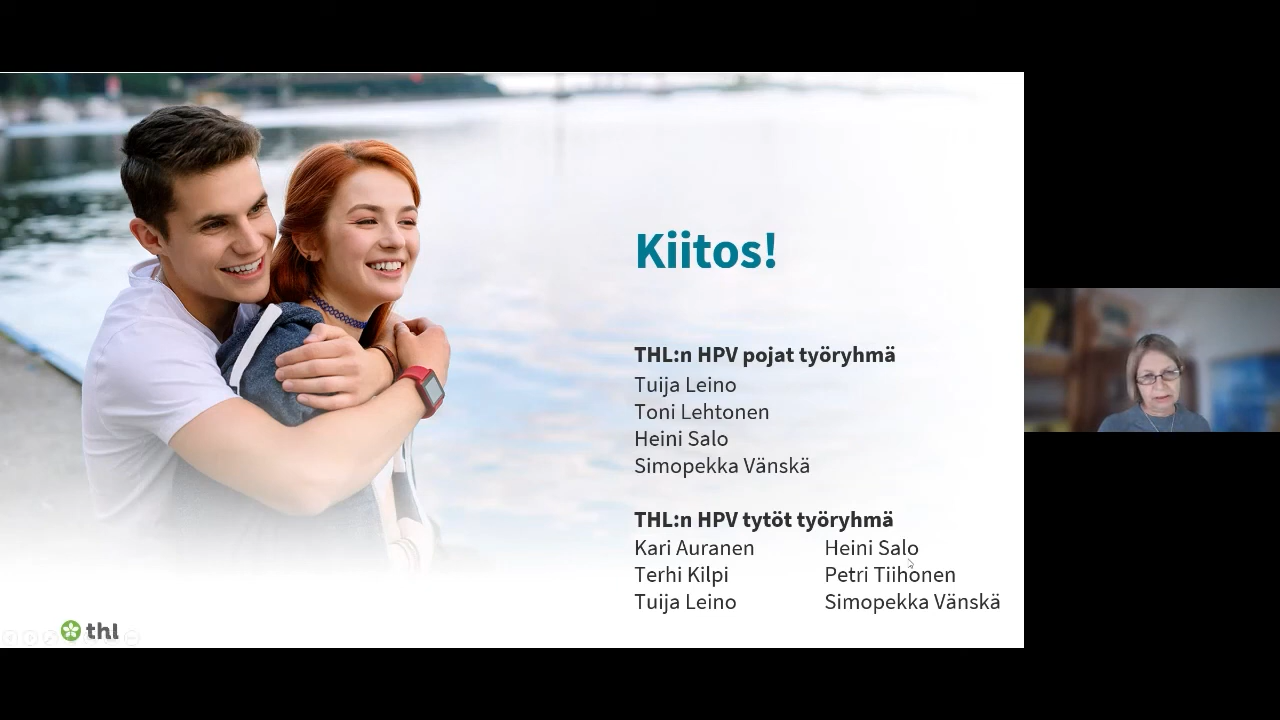 Kiitos!
THL:n HPV pojat työryhmä
Tuija Leino
Toni Lehtonen
Heini Salo
Simopekka Vänskä
THL:n HPV tytöt työryhmä
Kari Auranen
Terhi Kilpi
Tuija Leino
Heini Salo
Petri Tiihonen
Simopekka Vänskä
thl